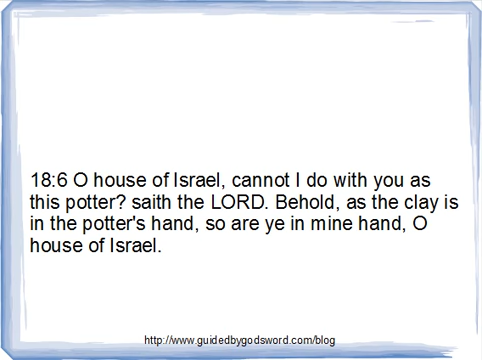 18:6 O house of Israel, cannot I do with you as
this potter? saith the LORD. Behold, as the clay is
in the potter's hand, so are ye in mine hand, O
house of Israel.
http://www.guidedbygodsword.com/blog